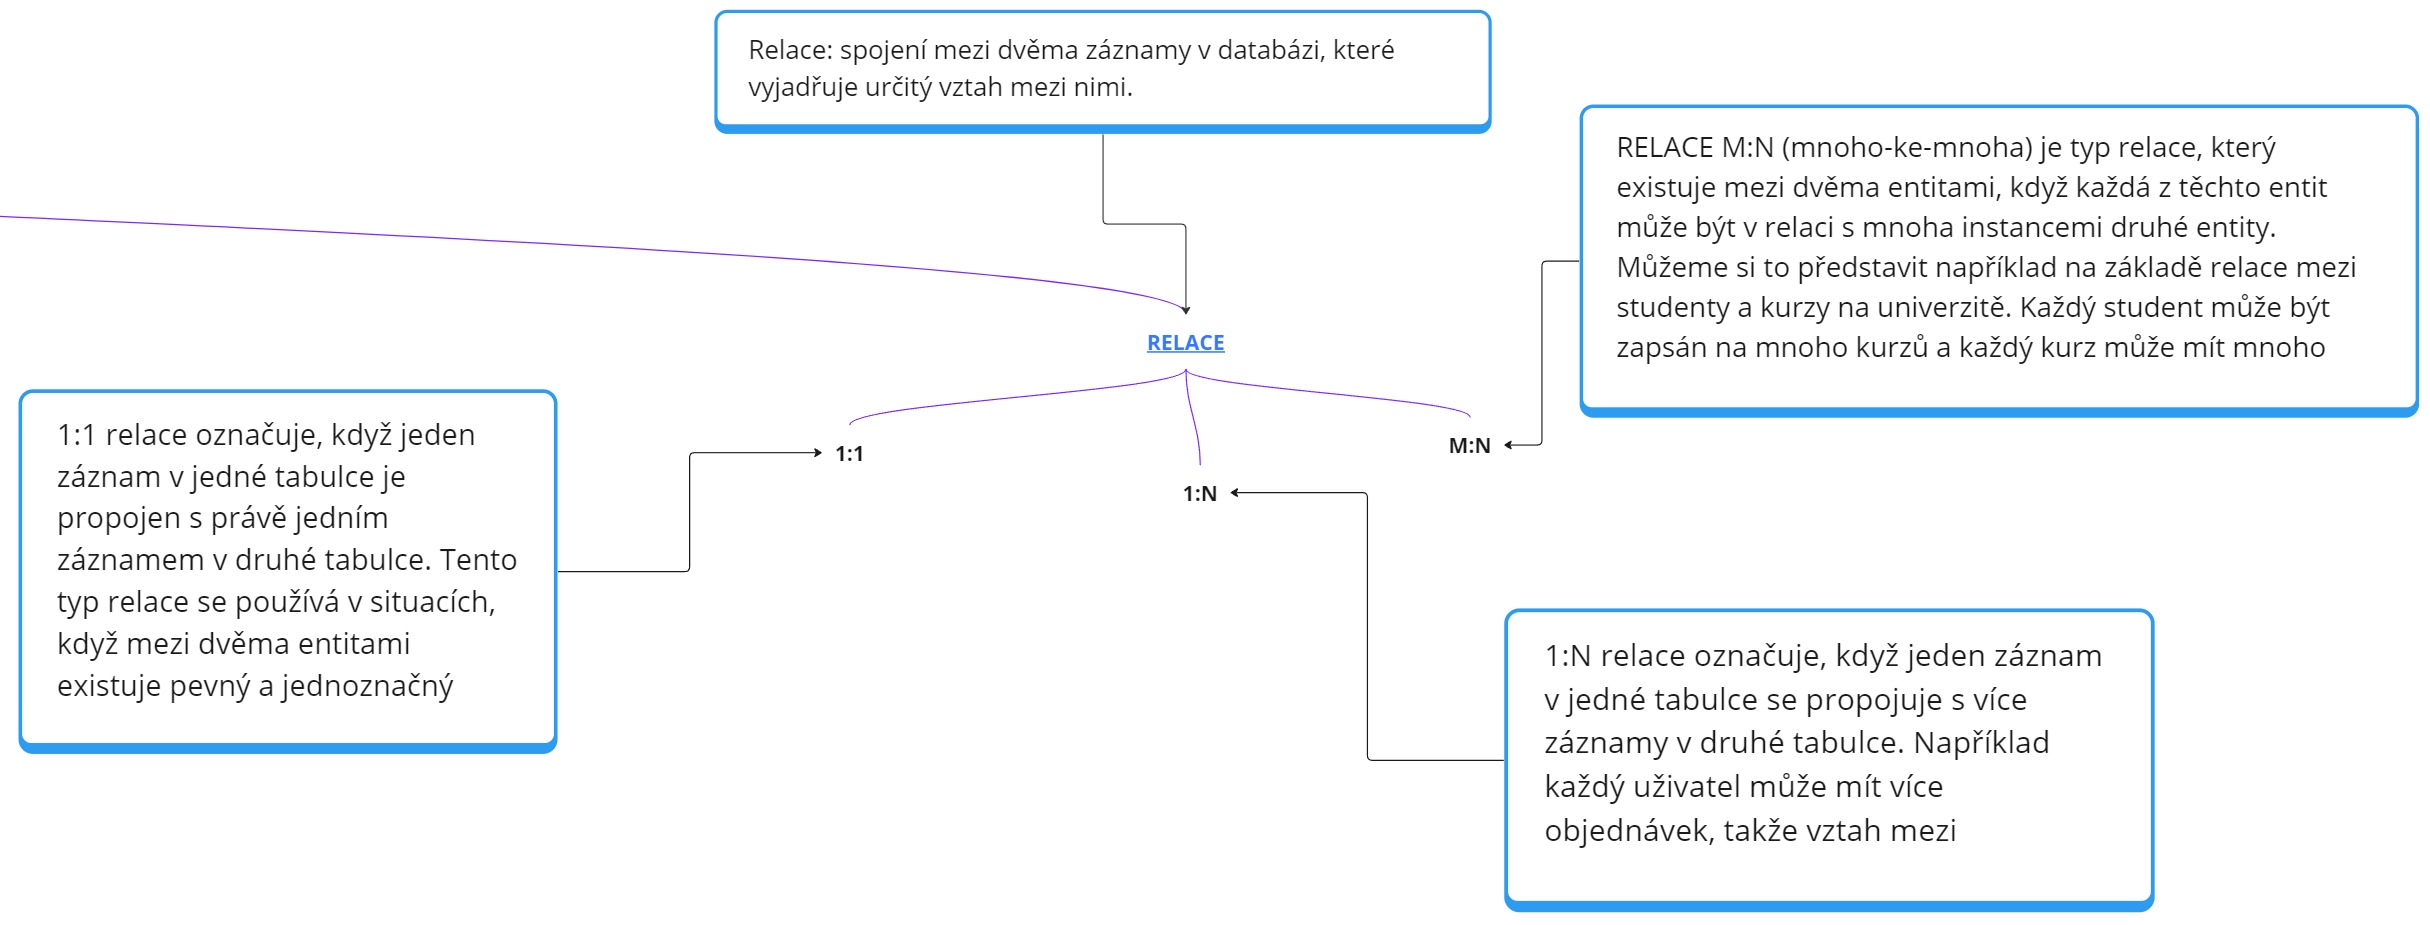 Relace: spojení mezi dvěma záznamy v databázi, které
vyjadřuje určitý vztah mezi nimi.
RELACE M:N (mnoho-ke-mnoha) je typ relace, který
existuje mezi dvěma entitami, když každá z těchto entit
může být v relaci s mnoha instancemi druhé entity.
Můžeme si to představit například na základě relace mezi
studenty a kurzy na univerzitě. Každý student může být
zapsán na mnoho kurzů a každý kurz může mít mnoho
RELACE
1:1
1:N
M:N
1:1 relace označuje, když jeden
záznam v jedné tabulce je
propojen s právě jedním
záznamem v druhé tabulce. Tento
typ relace se používá v situacích,
když mezi dvěma entitami
existuje pevný a jednoznačný
1:N relace označuje, když jeden záznam
v jedné tabulce se propojuje s více
záznamy v druhé tabulce. Například
každý uživatel může mít více
objednávek, takže vztah mezi